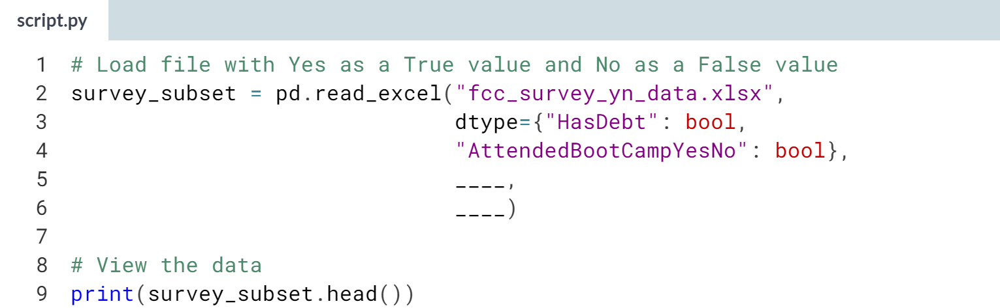 script.py
1 # Load file with Yes as a True value and No as a False value
2 survey_subset = pd.read_excel("fcc_survey_yn_data.xlsx",
3 dtype={"HasDebt": bool,
4 "AttendedBootCampYesNo": bool},
5 ____,
6 ____)
7
8 # View the data
9 print(survey_subset.head())